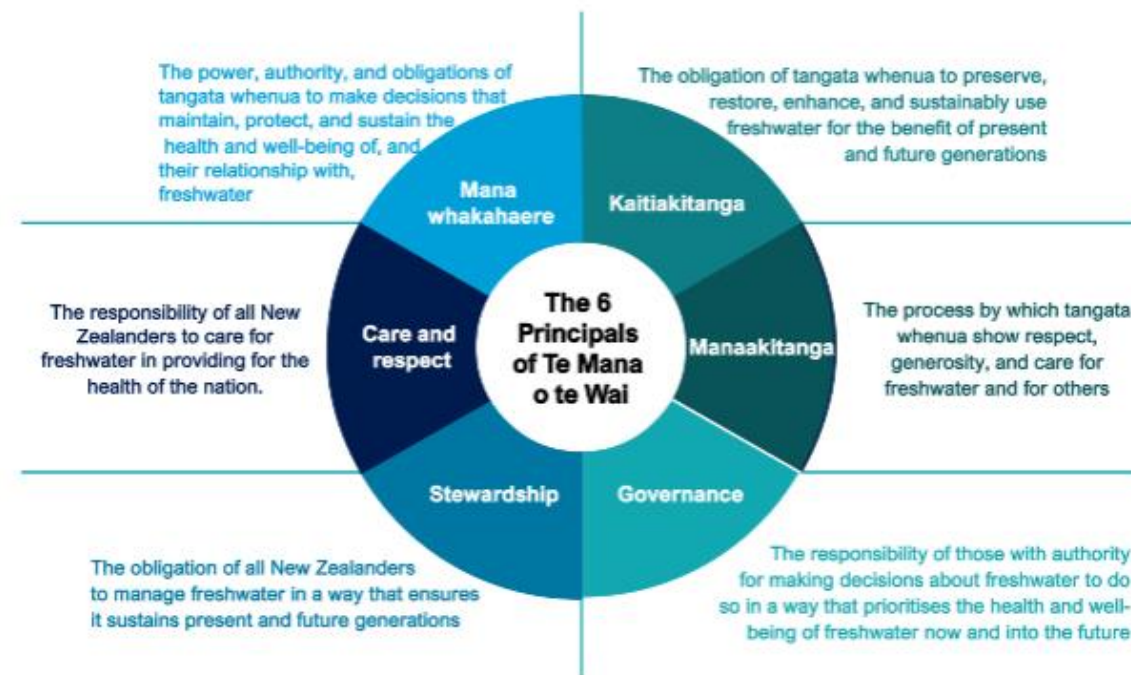 The power, authority, and obligations of
tangata whenua to make decisions that
maintain, protect, and sustain the
health and well-being of, and
their relationship with,
freshwater
Mana
whakahaere
The obligation of tangata whenua to preserve,
restore, enhance, and sustainably use
freshwater for the benefit of present
and future generations
Kaitiakitanga
The responsibility of all New
Zealanders to care for
freshwater in providing for the
health of the nation.
Care and
respect
The 6
Principals
of Te Mana
o te Wai
Manaakitanga
The process by which tangata
whenua show respect,
generosity, and care for
freshwater and for others
Stewardship
Governance
The obligation of all New Zealanders
to manage freshwater in a way that ensures
it sustains present and future generations
The responsibility of those with authority
for making decisions about freshwater to do
so in a way that prioritises the health and well-
being of freshwater now and into the future